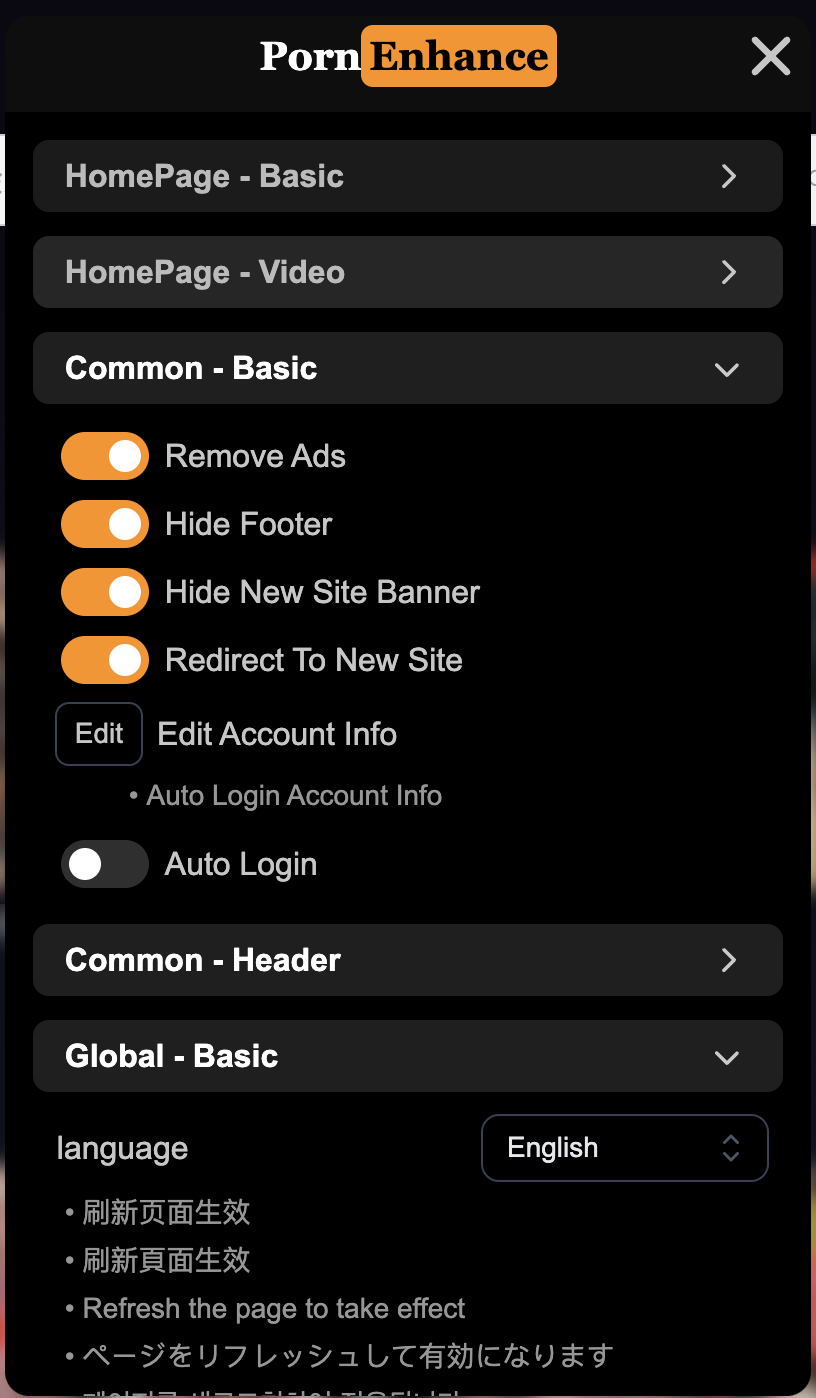 Porn Enhance
HomePage - Basic
HomePage - Video
Common - Basic
Remove Ads
Hide Footer
Hide New Site Banner
Redirect To New Site
Edit Edit Account Info
• Auto Login Account Info
Auto Login
Common - Header
Global - Basic
language English
• 刷新页面生效
• 刷新頁面生效
• Refresh the page to take effect
• ページをリフレッシュして有効になります